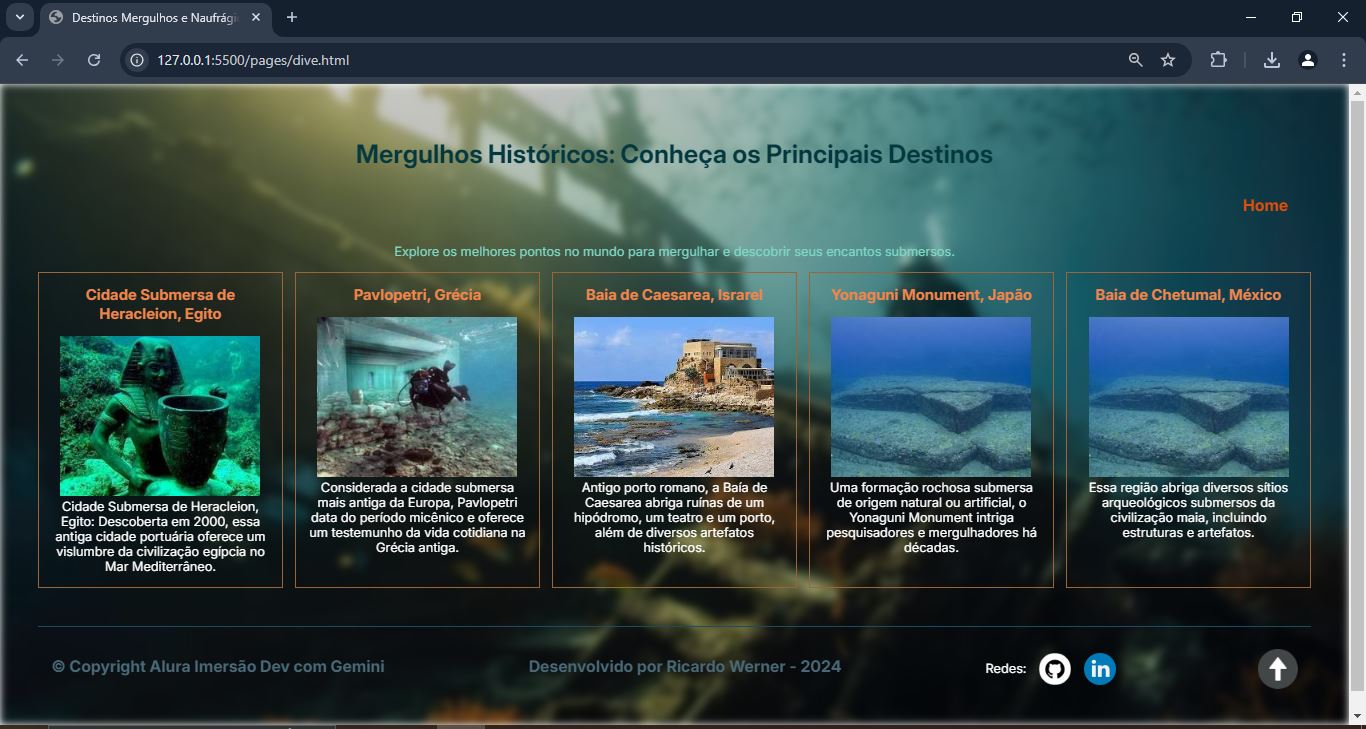 Destinos Mergulhos e Naufrági
127.0.0.1:5500/pages/dive.html
Mergulhos Históricos: Conheça os Principais Destinos
Home
Explore os melhores pontos no mundo para mergulhar e descobrir seus encantos submersos.
Cidade Submersa de
Heracleion, Egito
Cidade Submersa de Heracleion,
Egito: Descoberta em 2000, essa
antiga cidade portuária oferece um
vislumbre da civilização egípcia no
Mar Mediterrâneo.
Pavlopetri, Grécia
Considerada a cidade submersa
mais antiga da Europa, Pavlopetri
data do período micênico e oferece
um testemunho da vida cotidiana na
Grécia antiga.
Baia de Caesarea, Israrel
Antigo porto romano, a Baía de
Caesarea abriga ruínas de um
hipódromo, um teatro e um porto,
além de diversos artefatos
históricos.
Yonaguni Monument, Japão
Uma formação rochosa submersa
de origem natural ou artificial, o
Yonaguni Monument intriga
pesquisadores e mergulhadores há
décadas.
Baia de Chetumal, México
Essa região abriga diversos sítios
arqueológicos submersos da
civilização maia, incluindo
estruturas e artefatos.
© Copyright Alura Imersão Dev com Gemini
Desenvolvido por Ricardo Werner - 2024
Redes:
in